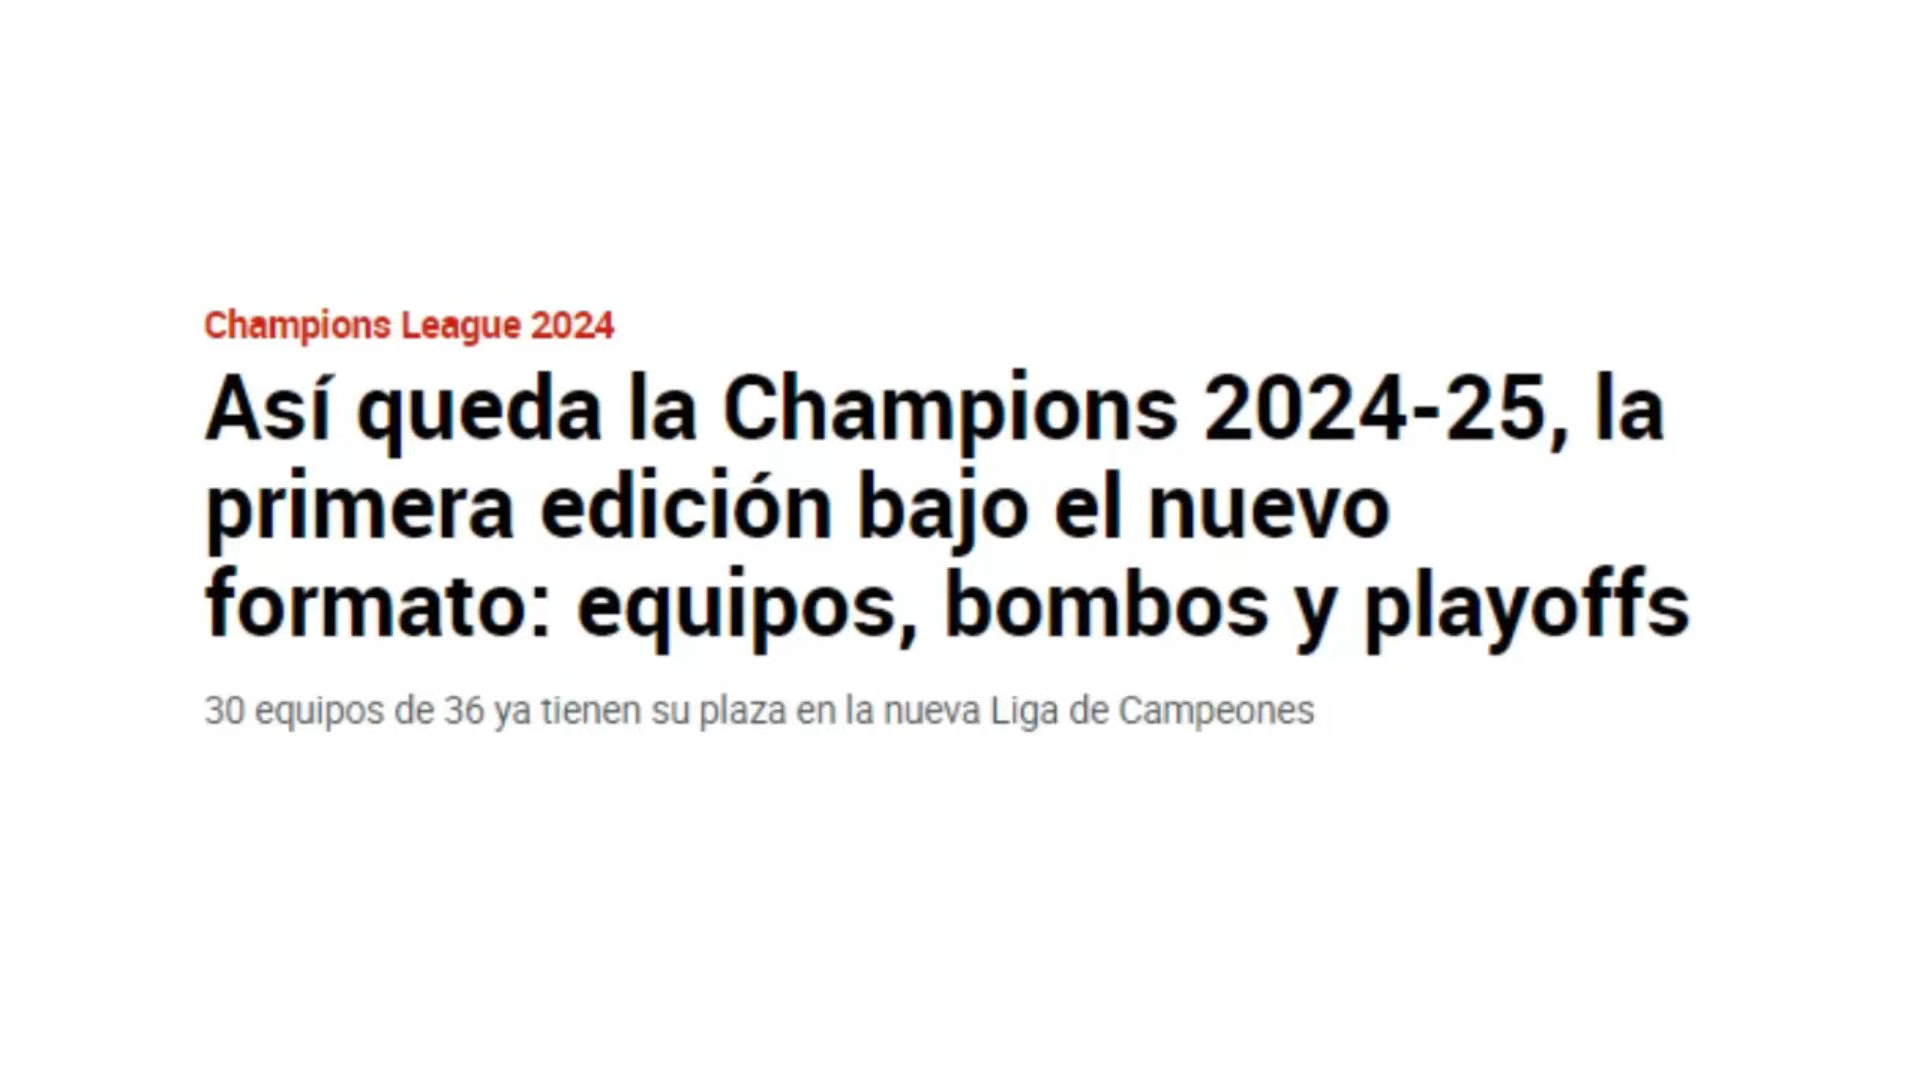 Champions League 2024
Así queda la Champions 2024-25, la
primera edición bajo el nuevo
formato: equipos, bombos y playoffs
30 equipos de 36 ya tienen su plaza en la nueva Liga de Campeones